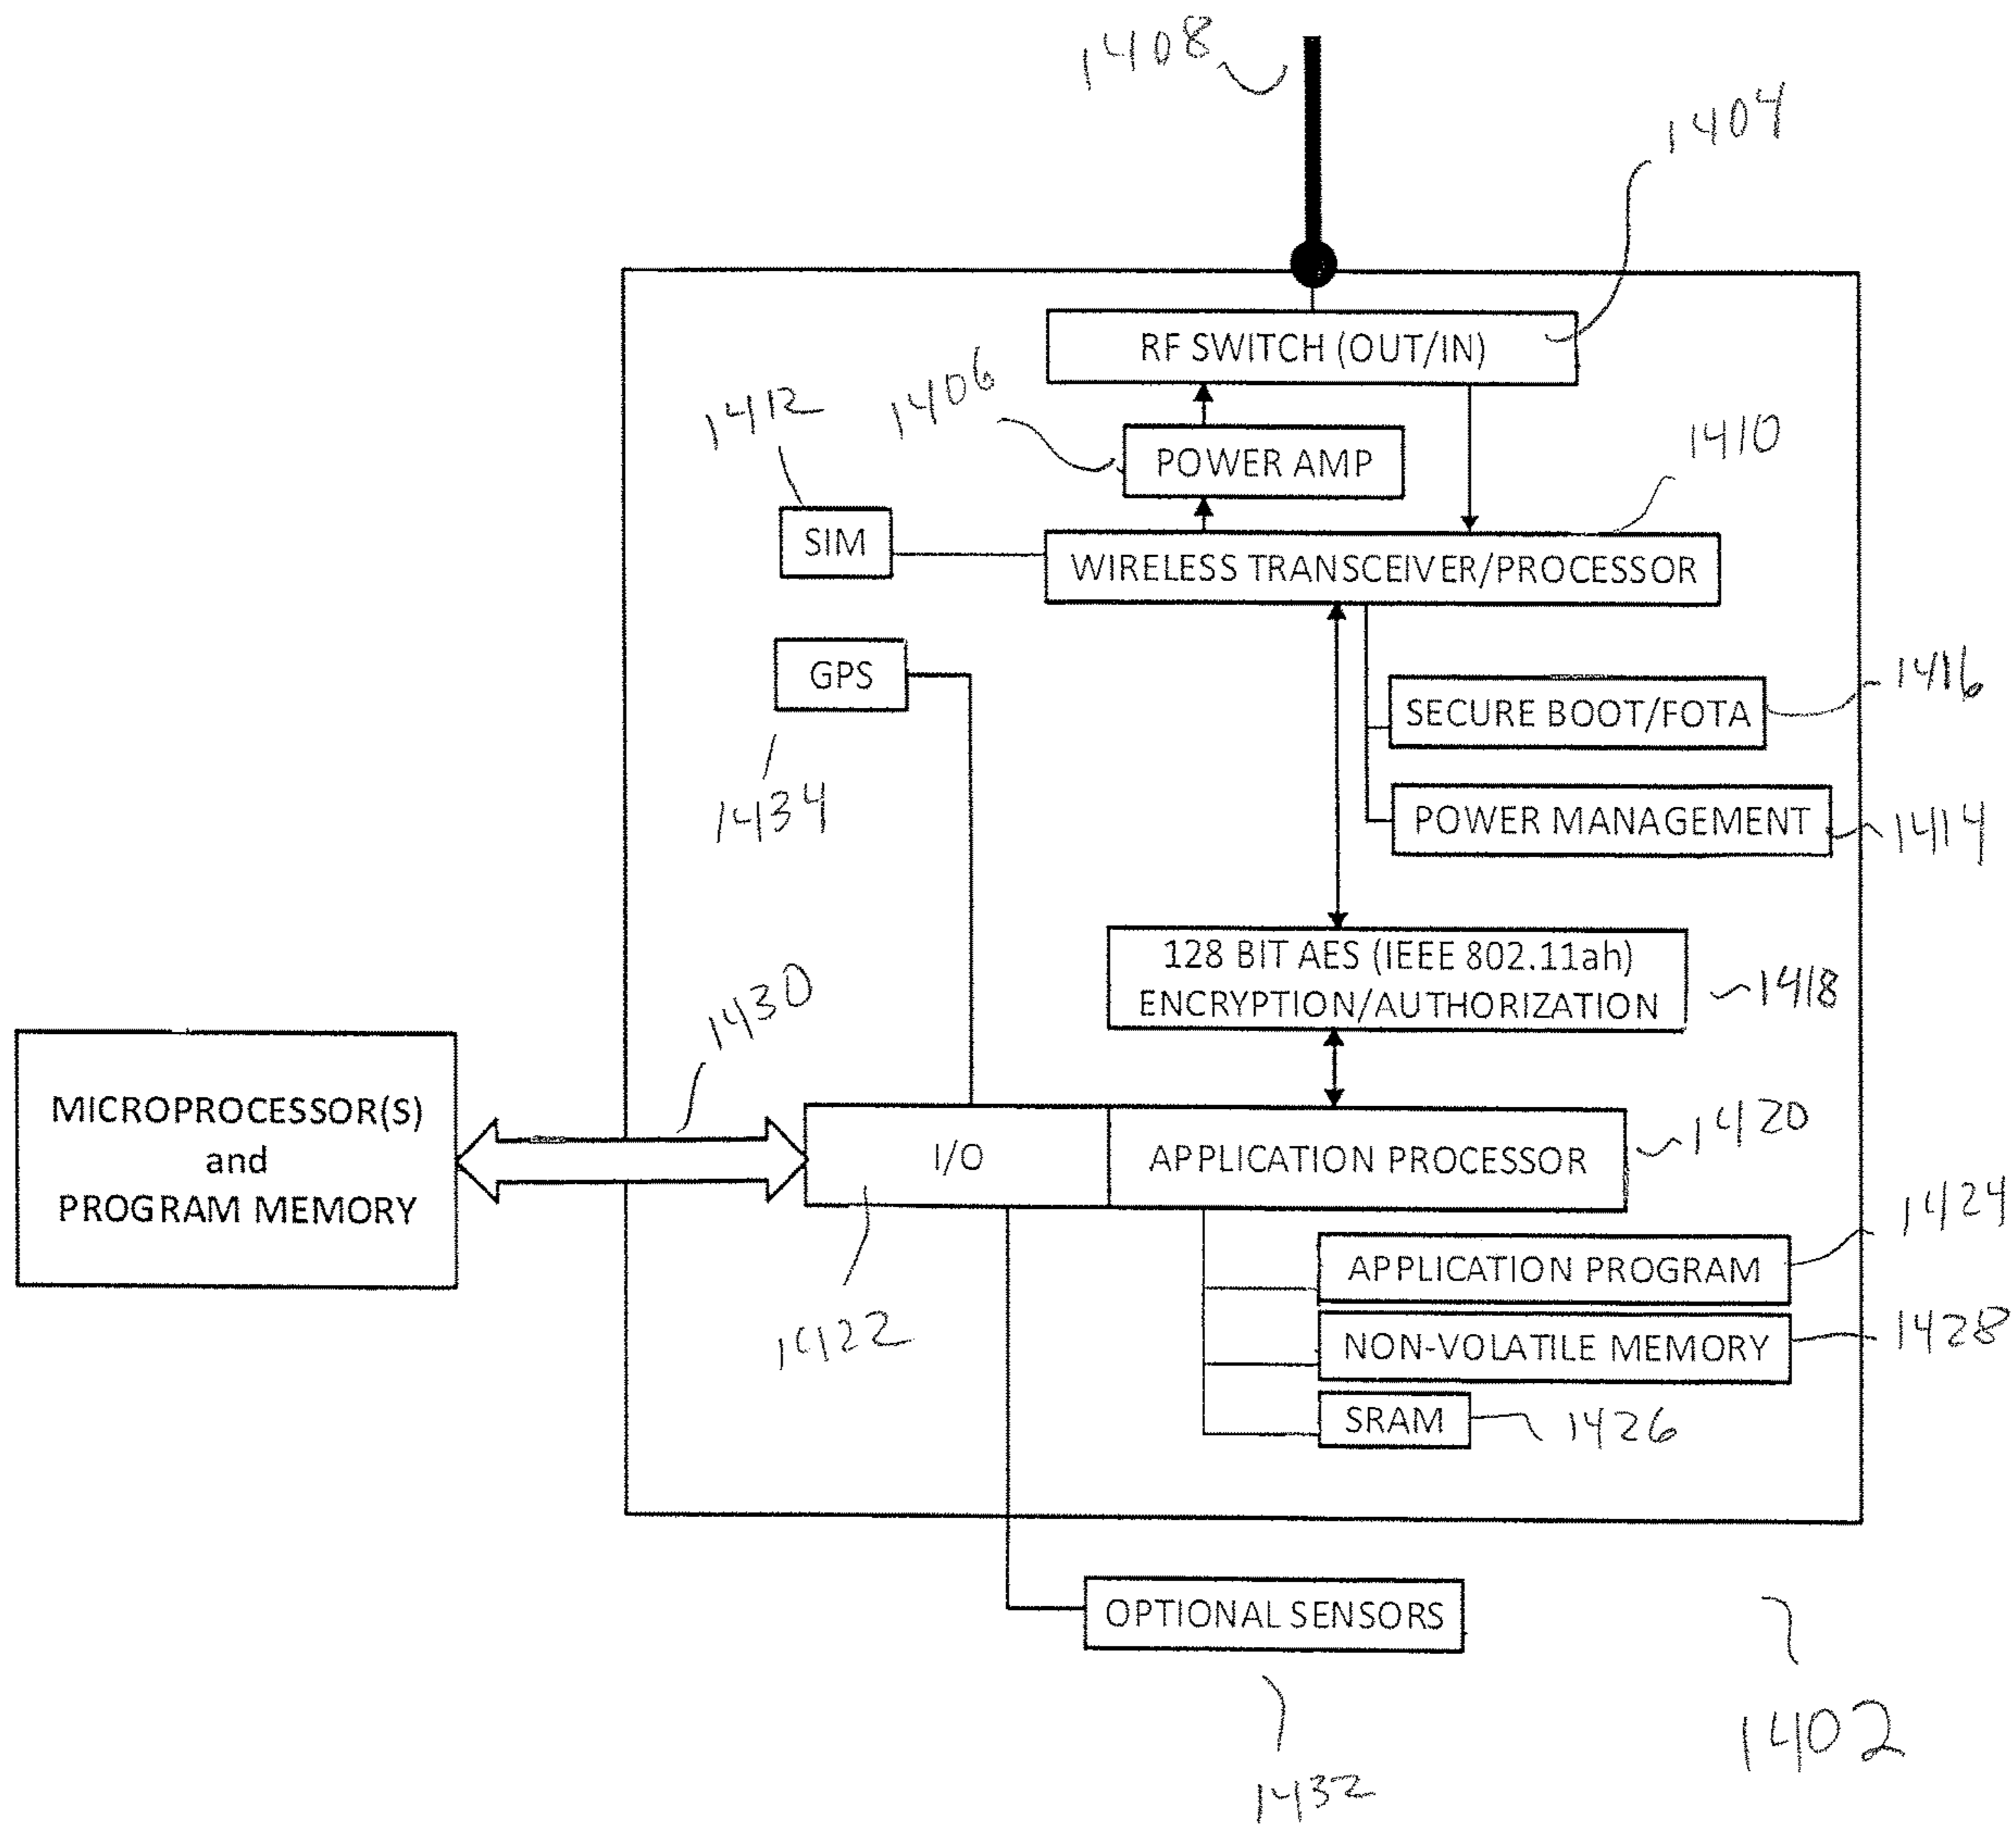 1408
1404
RF SWITCH (OUT/IN)
1406
1412
POWER AMP
1410
SIM
WIRELESS TRANSCEIVER/PROCESSOR
GPS
1416
SECURE BOOT/FOTA
1434
POWER MANAGEMENT
1414
128 BIT AES (IEEE 802.11ah)
ENCRYPTION/AUTHORIZATION
1418
1430
MICROPROCESSOR(S)
and
PROGRAM MEMORY
I/O
APPLICATION PROCESSOR
1420
1424
APPLICATION PROGRAM
1422
NON-VOLATILE MEMORY
1428
SRAM
1426
OPTIONAL SENSORS
1402
1432